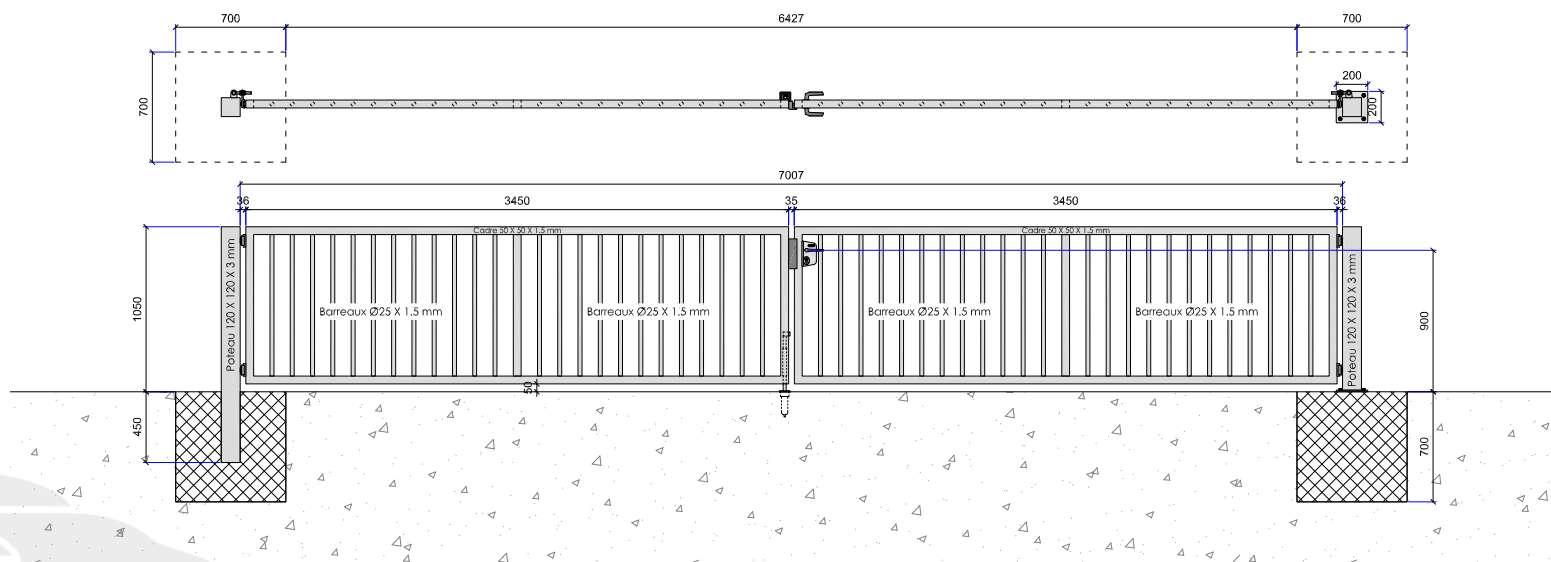 700
6427
700
700
200
200
7007
36
3450
35
3450
36
Cadre 50 X 50 X 1.5 mm
Cadre 50 X 50 X 1.5 mm
Poteau 120 X 120 X 3 mm
Barreaux Ø25 X 1.5 mm
Barreaux Ø25 X 1.5 mm
Barreaux Ø25 X 1.5 mm
Barreaux Ø25 X 1.5 mm
Poteau 120 X 120 X 3 mm
1050
900
50
450
700